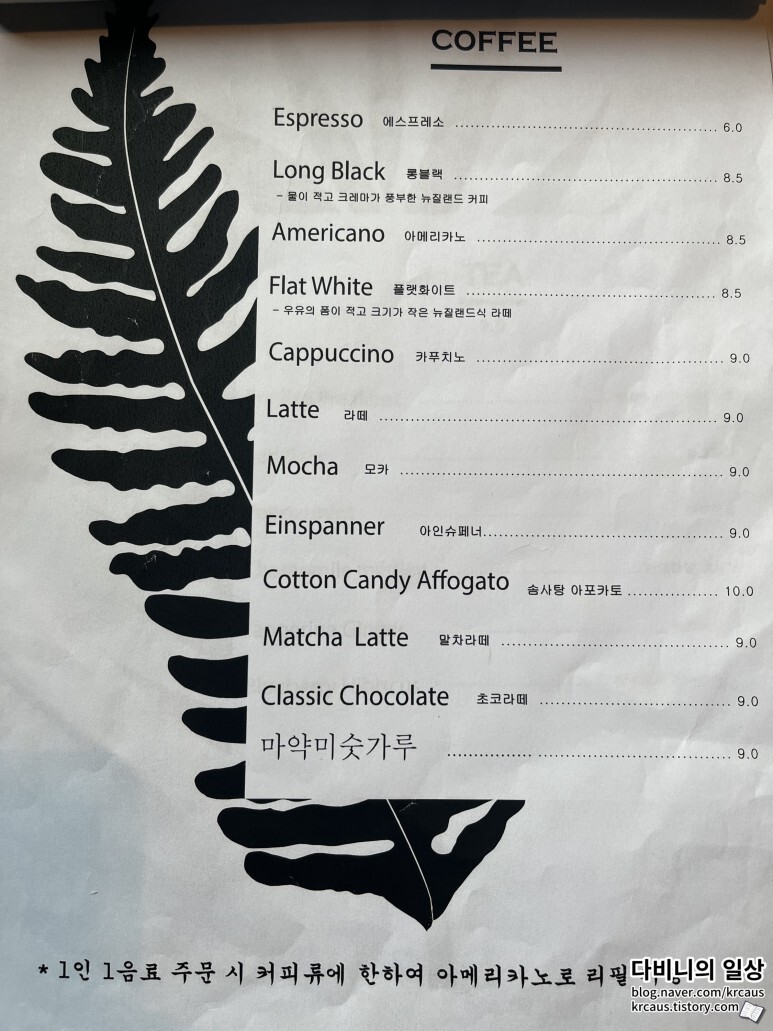 COFFEE
Espresso 에스프레소 6.0
Long Black 롱블랙 8.5
- 물이 적고 크레마가 풍부한 뉴질랜드 커피
Americano 아메리카노 8.5
Flat White 플랫화이트 8.5
- 우유의 폼이 적고 크기가 작은 뉴질랜드식 라떼
Cappuccino 카푸치노 9.0
Latte 라떼 9.0
Mocha 모카 9.0
Einspanner 아인슈페너 9.0
Cotton Candy Affogato 솜사탕 아포카토 10.0
Matcha Latte 말차라떼 9.0
Classic Chocolate 초코라떼 9.0
마약미숫가루 9.0
* 1인 1음료 주문 시 커피류에 한하여 아메리카노로 리필
다비니의 일상
blog.naver.com/krcaus
krcaus.tistory.com